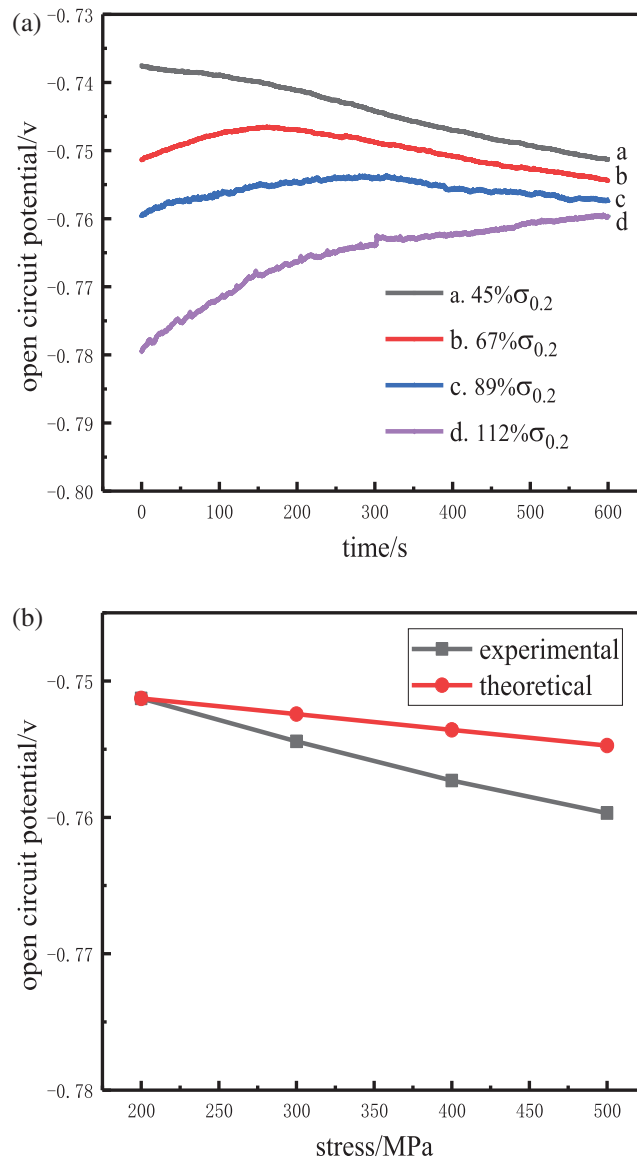 (a)
-0.73
-0.74
-0.75
-0.76
-0.77
-0.78
-0.79
-0.80
open circuit potential/v
a
b
c
d
a. 45%σ0.2
b. 67%σ0.2
c. 89%σ0.2
d. 112%σ0.2
0 100 200 300 400 500 600
time/s
(b)
experimental
theoretical
-0.75
-0.76
-0.77
-0.78
open circuit potential/v
200 250 300 350 400 450 500
stress/MPa